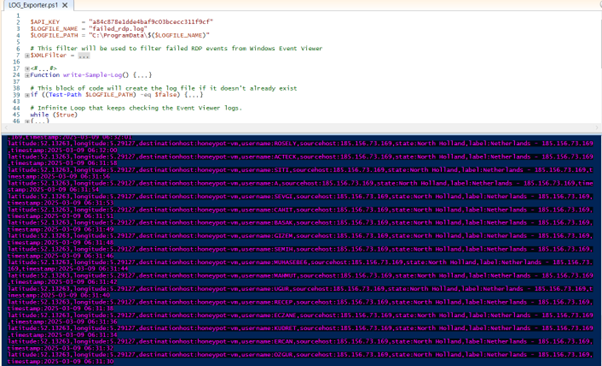 LOG_Exporter.ps1 X
1
2 $API_KEY = "a84c878e1dde4baf9c03bcecc311f9cf"
3 $LOGFILE_NAME = "failed_rdp.log"
4 $LOGFILE_PATH = "C:\ProgramData\$($LOGFILE_NAME)"
5
6 # This filter will be used to filter failed RDP events from Windows Event Viewer
7 $XMLFilter = ...
16
17 <#...#>
24 Function write-Sample-Log() {...}
37
38 # This block of code will create the log file if it doesn't already exist
39 if ((Test-Path $LOGFILE_PATH) -eq $false) {...}
43
44 # Infinite Loop that keeps checking the Event Viewer logs.
45 while ($true)
46 {...}
169,timestamp:2025-03-09 06:32:01
latitude:52.13263,longitude:5.29127,destinationhost:honeypot-vm,username:ROSELY,sourcehost:185.156.73.169,state:North Holland,label:Netherlands - 185.156.73.169
,timestamp:2025-03-09 06:32:00
latitude:52.13263,longitude:5.29127,destinationhost:honeypot-vm,username:ACTECK,sourcehost:185.156.73.169,state:North Holland,label:Netherlands - 185.156.73.169
,timestamp:2025-03-09 06:31:58
latitude:52.13263,longitude:5.29127,destinationhost:honeypot-vm,username:SITI,sourcehost:185.156.73.169,state:North Holland,label:Netherlands - 185.156.73.169,t
imestamp:2025-03-09 06:31:56
latitude:52.13263,longitude:5.29127,destinationhost:honeypot-vm,username:A,sourcehost:185.156.73.169,state:North Holland,label:Netherlands - 185.156.73.169,time
stamp:2025-03-09 06:31:54
latitude:52.13263,longitude:5.29127,destinationhost:honeypot-vm,username:SEVGI,sourcehost:185.156.73.169,state:North Holland,label:Netherlands - 185.156.73.169,
timestamp:2025-03-09 06:31:53
latitude:52.13263,longitude:5.29127,destinationhost:honeypot-vm,username:CAHIT,sourcehost:185.156.73.169,state:North Holland,label:Netherlands - 185.156.73.169,
timestamp:2025-03-09 06:31:51
latitude:52.13263,longitude:5.29127,destinationhost:honeypot-vm,username:BASAK,sourcehost:185.156.73.169,state:North Holland,label:Netherlands - 185.156.73.169,
timestamp:2025-03-09 06:31:49
latitude:52.13263,longitude:5.29127,destinationhost:honeypot-vm,username:GIZEM,sourcehost:185.156.73.169,state:North Holland,label:Netherlands - 185.156.73.169,
timestamp:2025-03-09 06:31:48
latitude:52.13263,longitude:5.29127,destinationhost:honeypot-vm,username:SEMIH,sourcehost:185.156.73.169,state:North Holland,label:Netherlands - 185.156.73.169,
timestamp:2025-03-09 06:31:46
latitude:52.13263,longitude:5.29127,destinationhost:honeypot-vm,username:MUHASEBEB,sourcehost:185.156.73.169,state:North Holland,label:Netherlands - 185.156.73.
169,timestamp:2025-03-09 06:31:44
latitude:52.13263,longitude:5.29127,destinationhost:honeypot-vm,username:MAHMUT,sourcehost:185.156.73.169,state:North Holland,label:Netherlands - 185.156.73.169
,timestamp:2025-03-09 06:31:42
latitude:52.13263,longitude:5.29127,destinationhost:honeypot-vm,username:UGUR,sourcehost:185.156.73.169,state:North Holland,label:Netherlands - 185.156.73.169,t
imestamp:2025-03-09 06:31:40
latitude:52.13263,longitude:5.29127,destinationhost:honeypot-vm,username:RECEP,sourcehost:185.156.73.169,state:North Holland,label:Netherlands - 185.156.73.169,
timestamp:2025-03-09 06:31:38
latitude:52.13263,longitude:5.29127,destinationhost:honeypot-vm,username:ECZANE,sourcehost:185.156.73.169,state:North Holland,label:Netherlands - 185.156.73.169
,timestamp:2025-03-09 06:31:36
latitude:52.13263,longitude:5.29127,destinationhost:honeypot-vm,username:KUDRET,sourcehost:185.156.73.169,state:North Holland,label:Netherlands - 185.156.73.169
,timestamp:2025-03-09 06:31:34
latitude:52.13263,longitude:5.29127,destinationhost:honeypot-vm,username:ERCAN,sourcehost:185.156.73.169,state:North Holland,label:Netherlands - 185.156.73.169,
timestamp:2025-03-09 06:31:32
latitude:52.13263,longitude:5.29127,destinationhost:honeypot-vm,username:OZGUR,sourcehost:185.156.73.169,state:North Holland,label:Netherlands - 185.156.73.169,
timestamp:2025-03-09 06:31:30